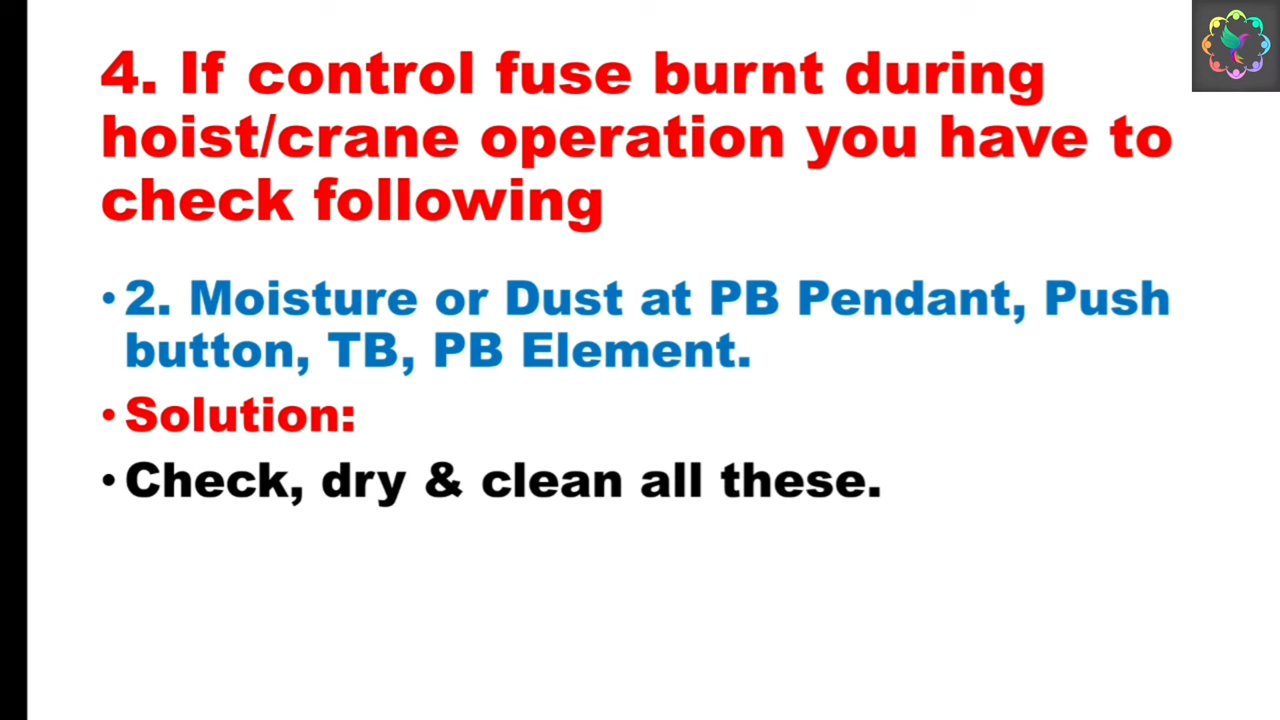 4. If control fuse burnt during
hoist/crane operation you have to
check following
• 2. Moisture or Dust at PB Pendant, Push
button, TB, PB Element.
• Solution:
• Check, dry & clean all these.